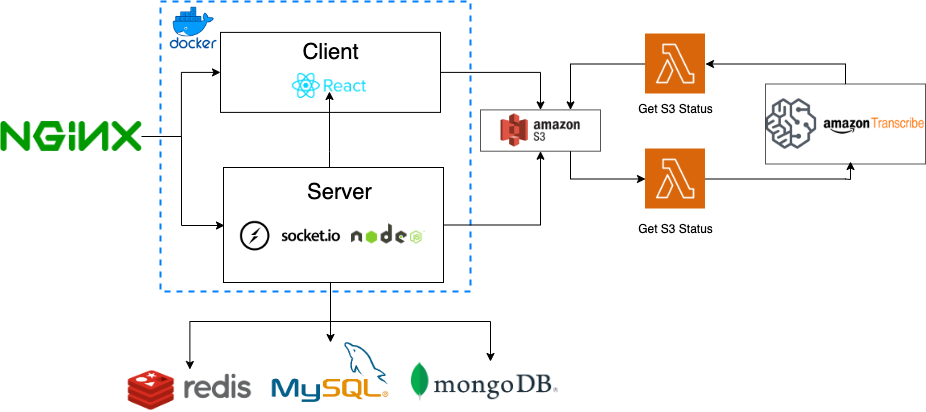 docker
Client
React
NGiNX
amazon
S3
Get S3 Status
amazon Transcribe
Server
socket.io node JS
Get S3 Status
redis
MySQL®
mongoDB®